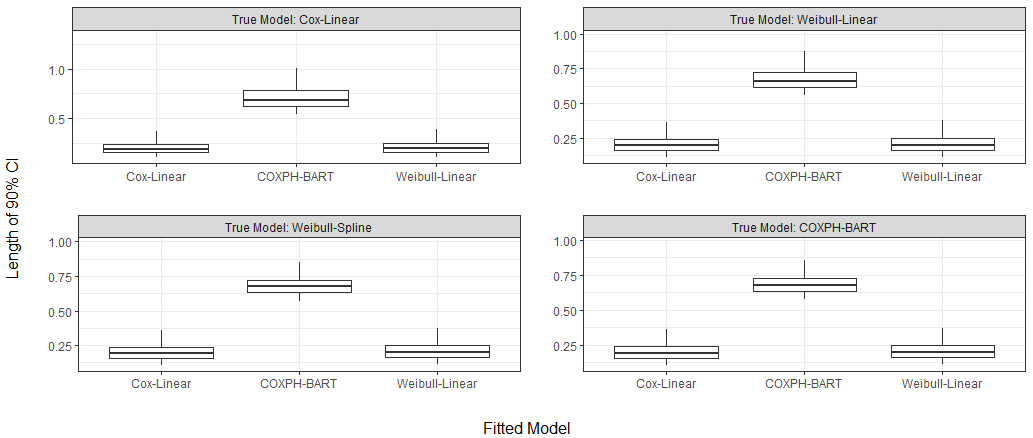 True Model: Cox-Linear
1.0
0.5
Cox-Linear COXPH-BART Weibull-Linear
True Model: Weibull-Linear
1.00
0.75
0.50
0.25
Cox-Linear COXPH-BART Weibull-Linear
True Model: Weibull-Spline
1.00
0.75
0.50
0.25
Cox-Linear COXPH-BART Weibull-Linear
True Model: COXPH-BART
1.00
0.75
0.50
0.25
Cox-Linear COXPH-BART Weibull-Linear
Length of 90% CI
Fitted Model